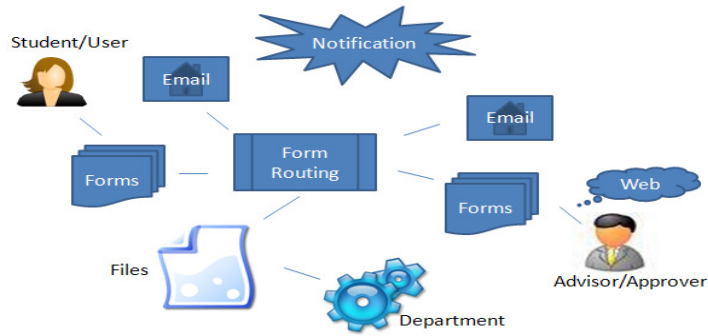 Student/User
Notification
Email
Email
Form
Routing
Forms
Forms
Web
Files
Advisor/Approver
Department